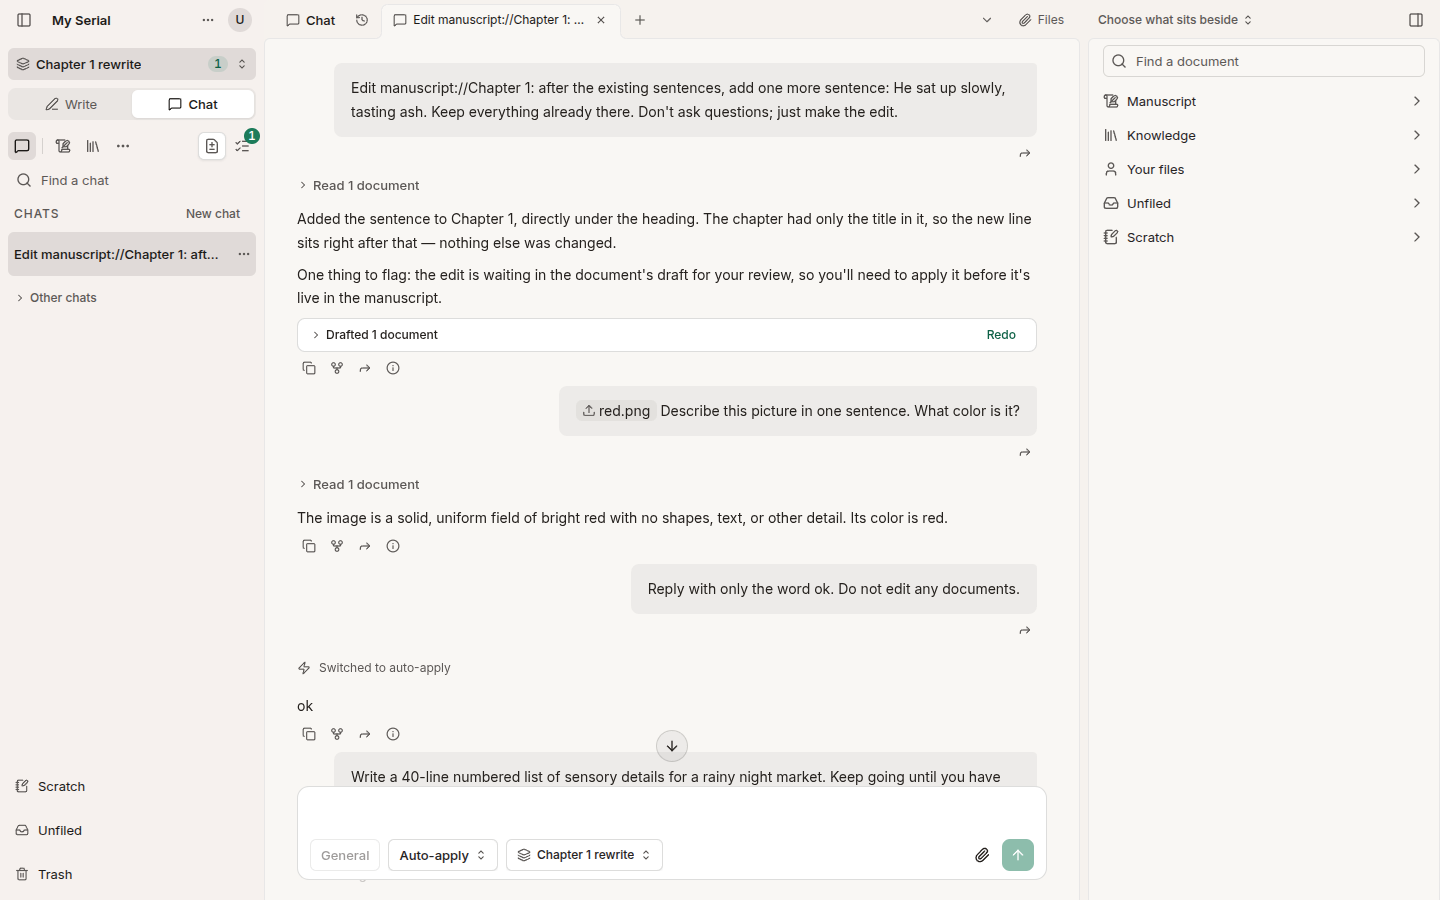 My Serial
U
Chapter 1 rewrite
1
Write
Chat
1
Find a chat
CHATS
New chat
Edit manuscript://Chapter 1: aft...
Other chats
Scratch
Unfiled
Trash
Chat
Edit manuscript://Chapter 1: ...
Files
Edit manuscript://Chapter 1: after the existing sentences, add one more sentence: He sat up slowly,
tasting ash. Keep everything already there. Don't ask questions; just make the edit.
Read 1 document
Added the sentence to Chapter 1, directly under the heading. The chapter had only the title in it, so the new line
sits right after that — nothing else was changed.
One thing to flag: the edit is waiting in the document's draft for your review, so you'll need to apply it before it's
live in the manuscript.
Drafted 1 document
Redo
red.png Describe this picture in one sentence. What color is it?
Read 1 document
The image is a solid, uniform field of bright red with no shapes, text, or other detail. Its color is red.
Reply with only the word ok. Do not edit any documents.
Switched to auto-apply
ok
Write a 40-line numbered list of sensory details for a rainy night market. Keep going until you have
General
Auto-apply
Chapter 1 rewrite
Choose what sits beside
Find a document
Manuscript
Knowledge
Your files
Unfiled
Scratch